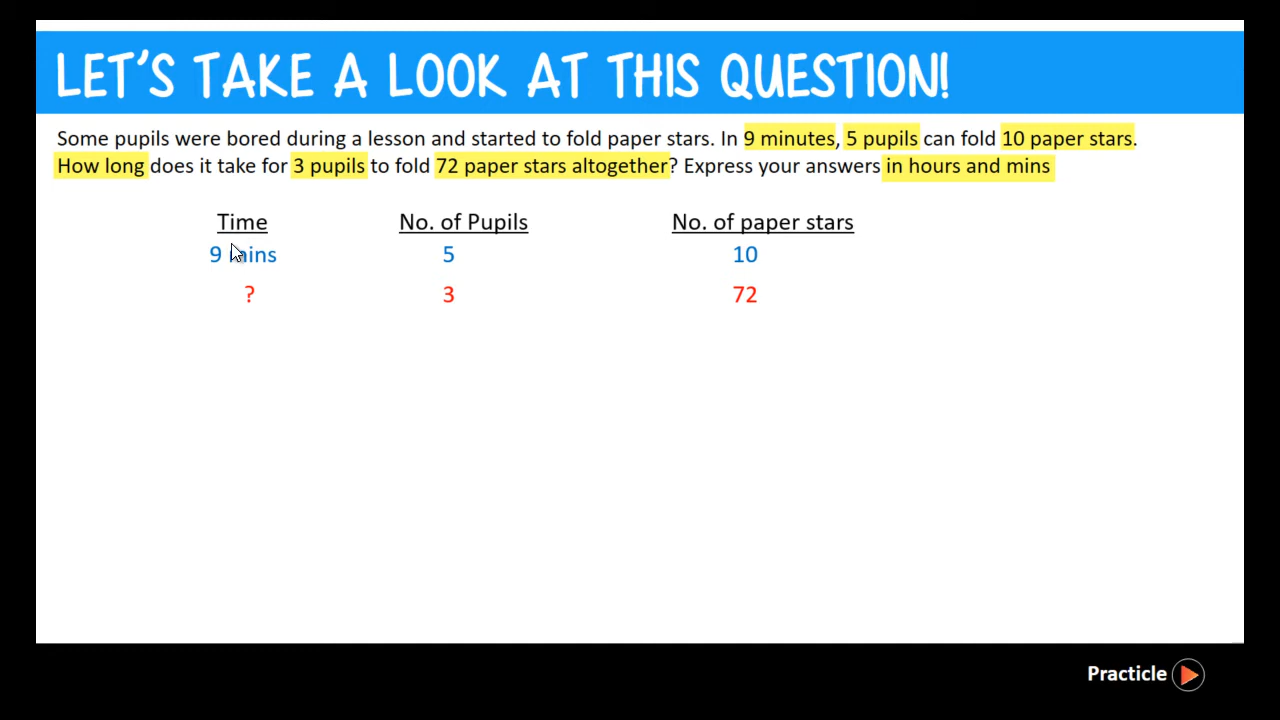 LET'S TAKE A LOOK AT THIS QUESTION!
Some pupils were bored during a lesson and started to fold paper stars. In 9 minutes, 5 pupils can fold 10 paper stars.
How long does it take for 3 pupils to fold 72 paper stars altogether? Express your answers in hours and mins
Time No. of Pupils No. of paper stars
9 mins 5 10
? 3 72
Practicle